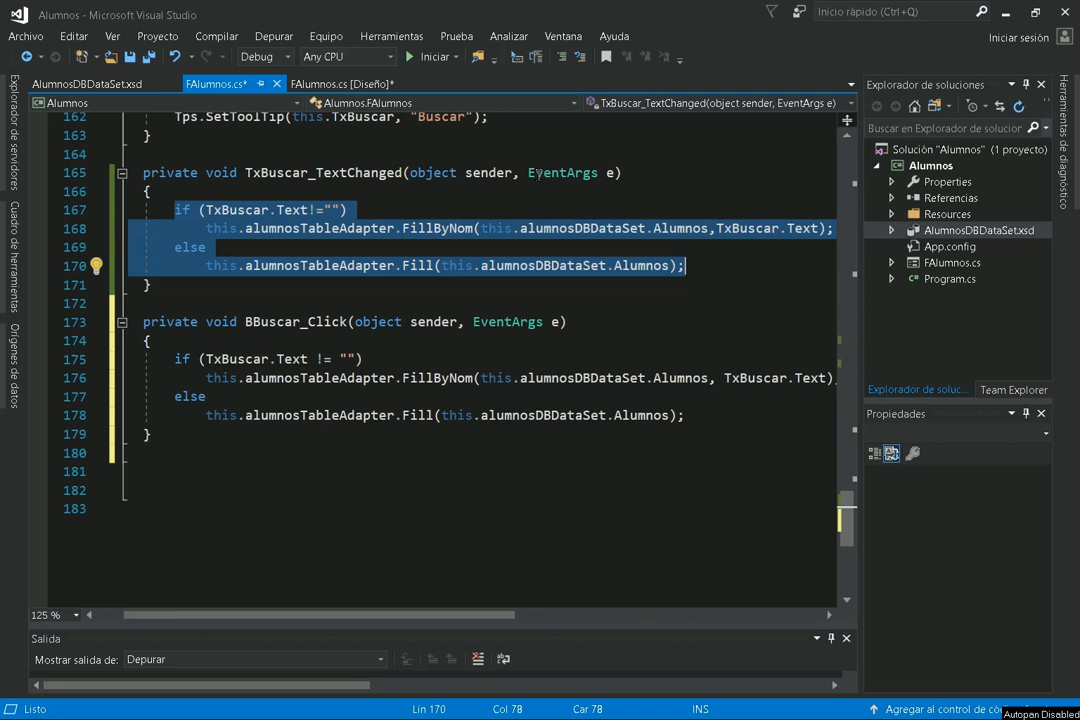 Alumnos - Microsoft Visual Studio
Inicio rápido (Ctrl+Q)
Archivo Editar Ver Proyecto Compilar Depurar Equipo Herramientas Prueba Analizar Ventana Ayuda
Iniciar sesión
Debug Any CPU Iniciar
AlumnosDBDataSet.xsd FAlumnos.cs* FAlumnos.cs [Diseño]*
Alumnos Alumnos.FAlumnos TxBuscar_TextChanged(object sender, EventArgs e)
Explorador de servidores
Cuadro de herramientas
Orígenes de datos
162 Tps.SetToolTip(this.TxBuscar, "Buscar");
163 }
164
165 private void TxBuscar_TextChanged(object sender, EventArgs e)
166 {
167 if (TxBuscar.Text!="")
168 this.alumnosTableAdapter.FillByNom(this.alumnosDBDataSet.Alumnos,TxBuscar.Text);
169 else
170 this.alumnosTableAdapter.Fill(this.alumnosDBDataSet.Alumnos);
171 }
172
173 private void BBuscar_Click(object sender, EventArgs e)
174 {
175 if (TxBuscar.Text != "")
176 this.alumnosTableAdapter.FillByNom(this.alumnosDBDataSet.Alumnos, TxBuscar.Text)
177 else
178 this.alumnosTableAdapter.Fill(this.alumnosDBDataSet.Alumnos);
179 }
180
181
182
183
125 %
Explorador de soluciones
Buscar en Explorador de solucion
Solución "Alumnos" (1 proyecto)
Alumnos
Properties
Referencias
Resources
AlumnosDBDataSet.xsd
App.config
FAlumnos.cs
Program.cs
Explorador de soluc... Team Explorer
Propiedades
Herramientas de diagnóstico
Salida
Mostrar salida de: Depurar
Listo Lín 170 Col 78 Car 78 INS Agregar al control de có
Autopan Disabled